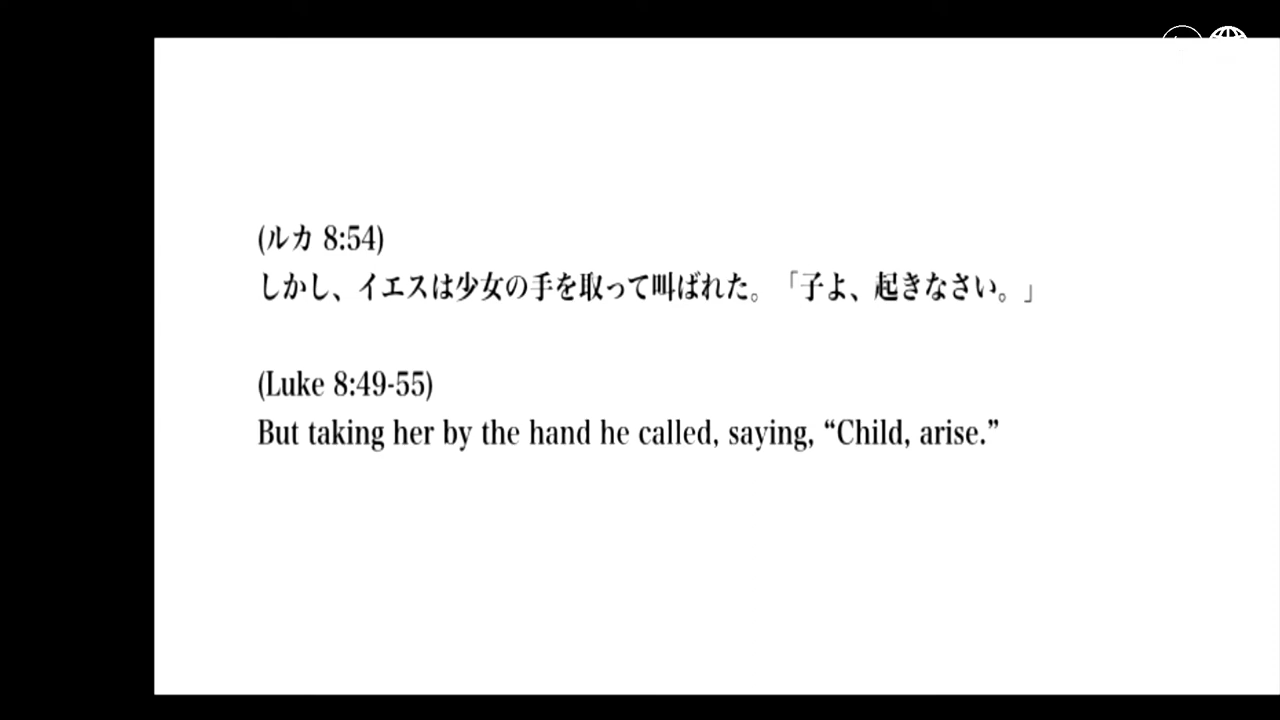 (ルカ 8:54)
しかし、イエスは少女の手を取って叫ばれた。「子よ、起きなさい。」
(Luke 8:49-55)
But taking her by the hand he called, saying, “Child, arise.”